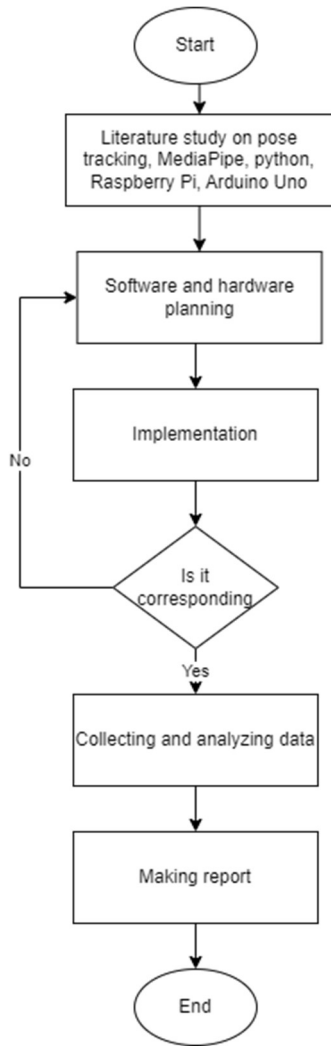 Start
Literature study on pose
tracking, MediaPipe, python,
Raspberry Pi, Arduino Uno
Software and hardware
planning
Implementation
No
Is it
corresponding
Yes
Collecting and analyzing data
Making report
End